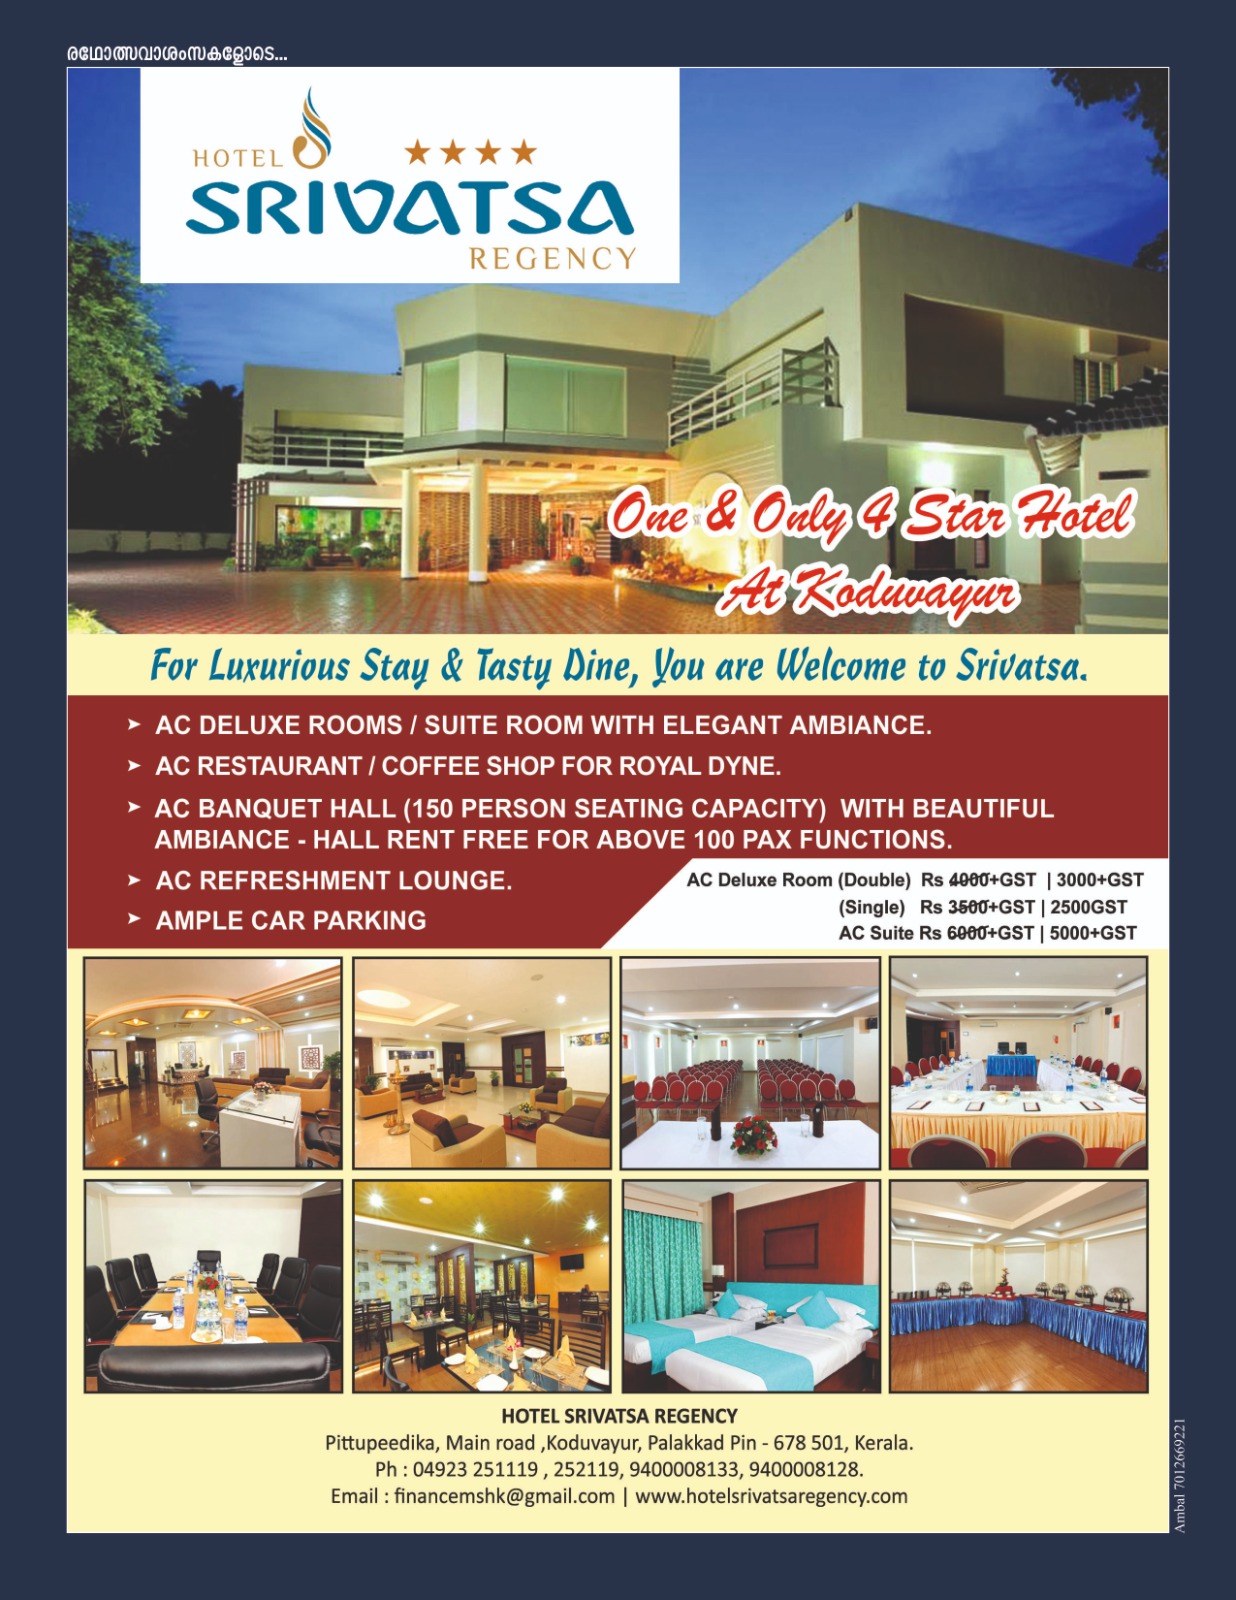 രഥോത്സവാശംസകളോടെ...
HOTEL
SRIVATSA
REGENCY
One & Only 4 Star Hotel
At Koduvayur
For Luxurious Stay & Tasty Dine, You are Welcome to Srivatsa.
➤ AC DELUXE ROOMS / SUITE ROOM WITH ELEGANT AMBIANCE.
➤ AC RESTAURANT / COFFEE SHOP FOR ROYAL DYNE.
➤ AC BANQUET HALL (150 PERSON SEATING CAPACITY) WITH BEAUTIFUL
AMBIANCE - HALL RENT FREE FOR ABOVE 100 PAX FUNCTIONS.
➤ AC REFRESHMENT LOUNGE.
➤ AMPLE CAR PARKING
AC Deluxe Room (Double) Rs 4000+GST | 3000+GST
(Single) Rs 3500+GST | 2500GST
AC Suite Rs 6000+GST | 5000+GST
HOTEL SRIVATSA REGENCY
Pittupeedika, Main road ,Koduvayur, Palakkad Pin - 678 501, Kerala.
Ph : 04923 251119 , 252119, 9400008133, 9400008128.
Email : financemshk@gmail.com | www.hotelsrivatsaregency.com
Ambal 7012669221